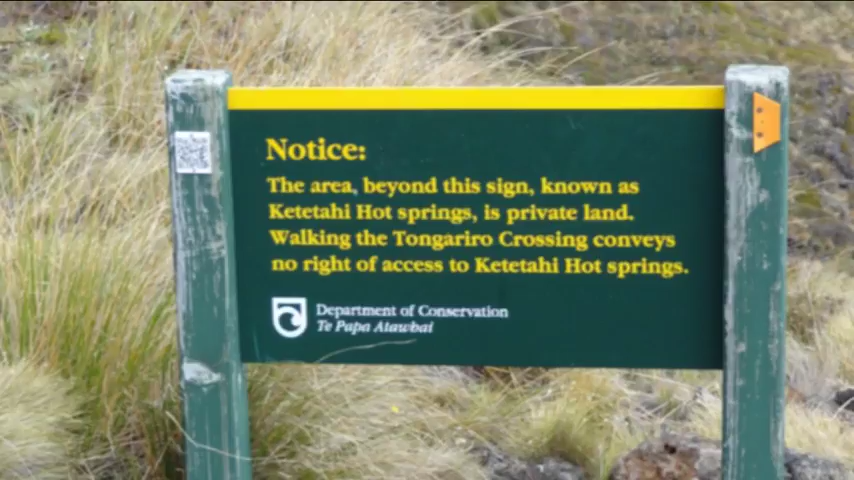 Notice:
The area, beyond this sign, known as
Ketetahi Hot springs, is private land.
Walking the Tongariro Crossing conveys
no right of access to Ketetahi Hot springs.
Department of Conservation
Te Papa Atawhai